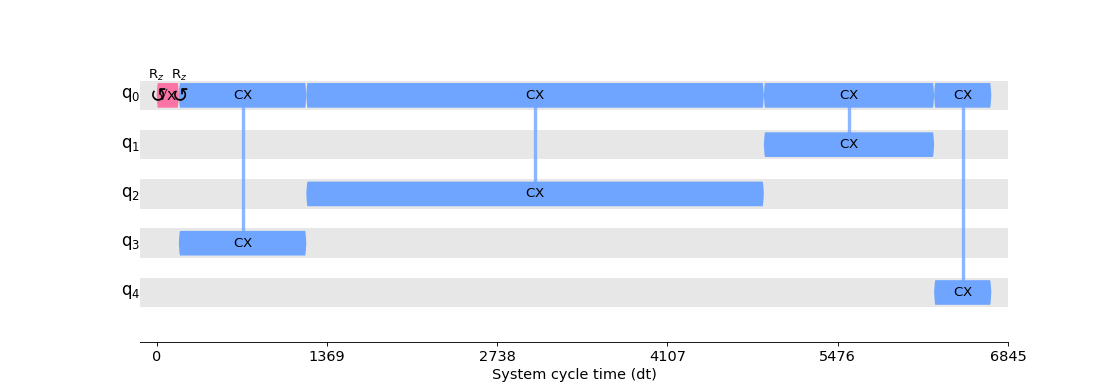 R_z R_z
q_0 √X CX CX CX CX
q_1 CX
q_2 CX
q_3 CX
q_4 CX
0 1369 2738 4107 5476 6845
System cycle time (dt)